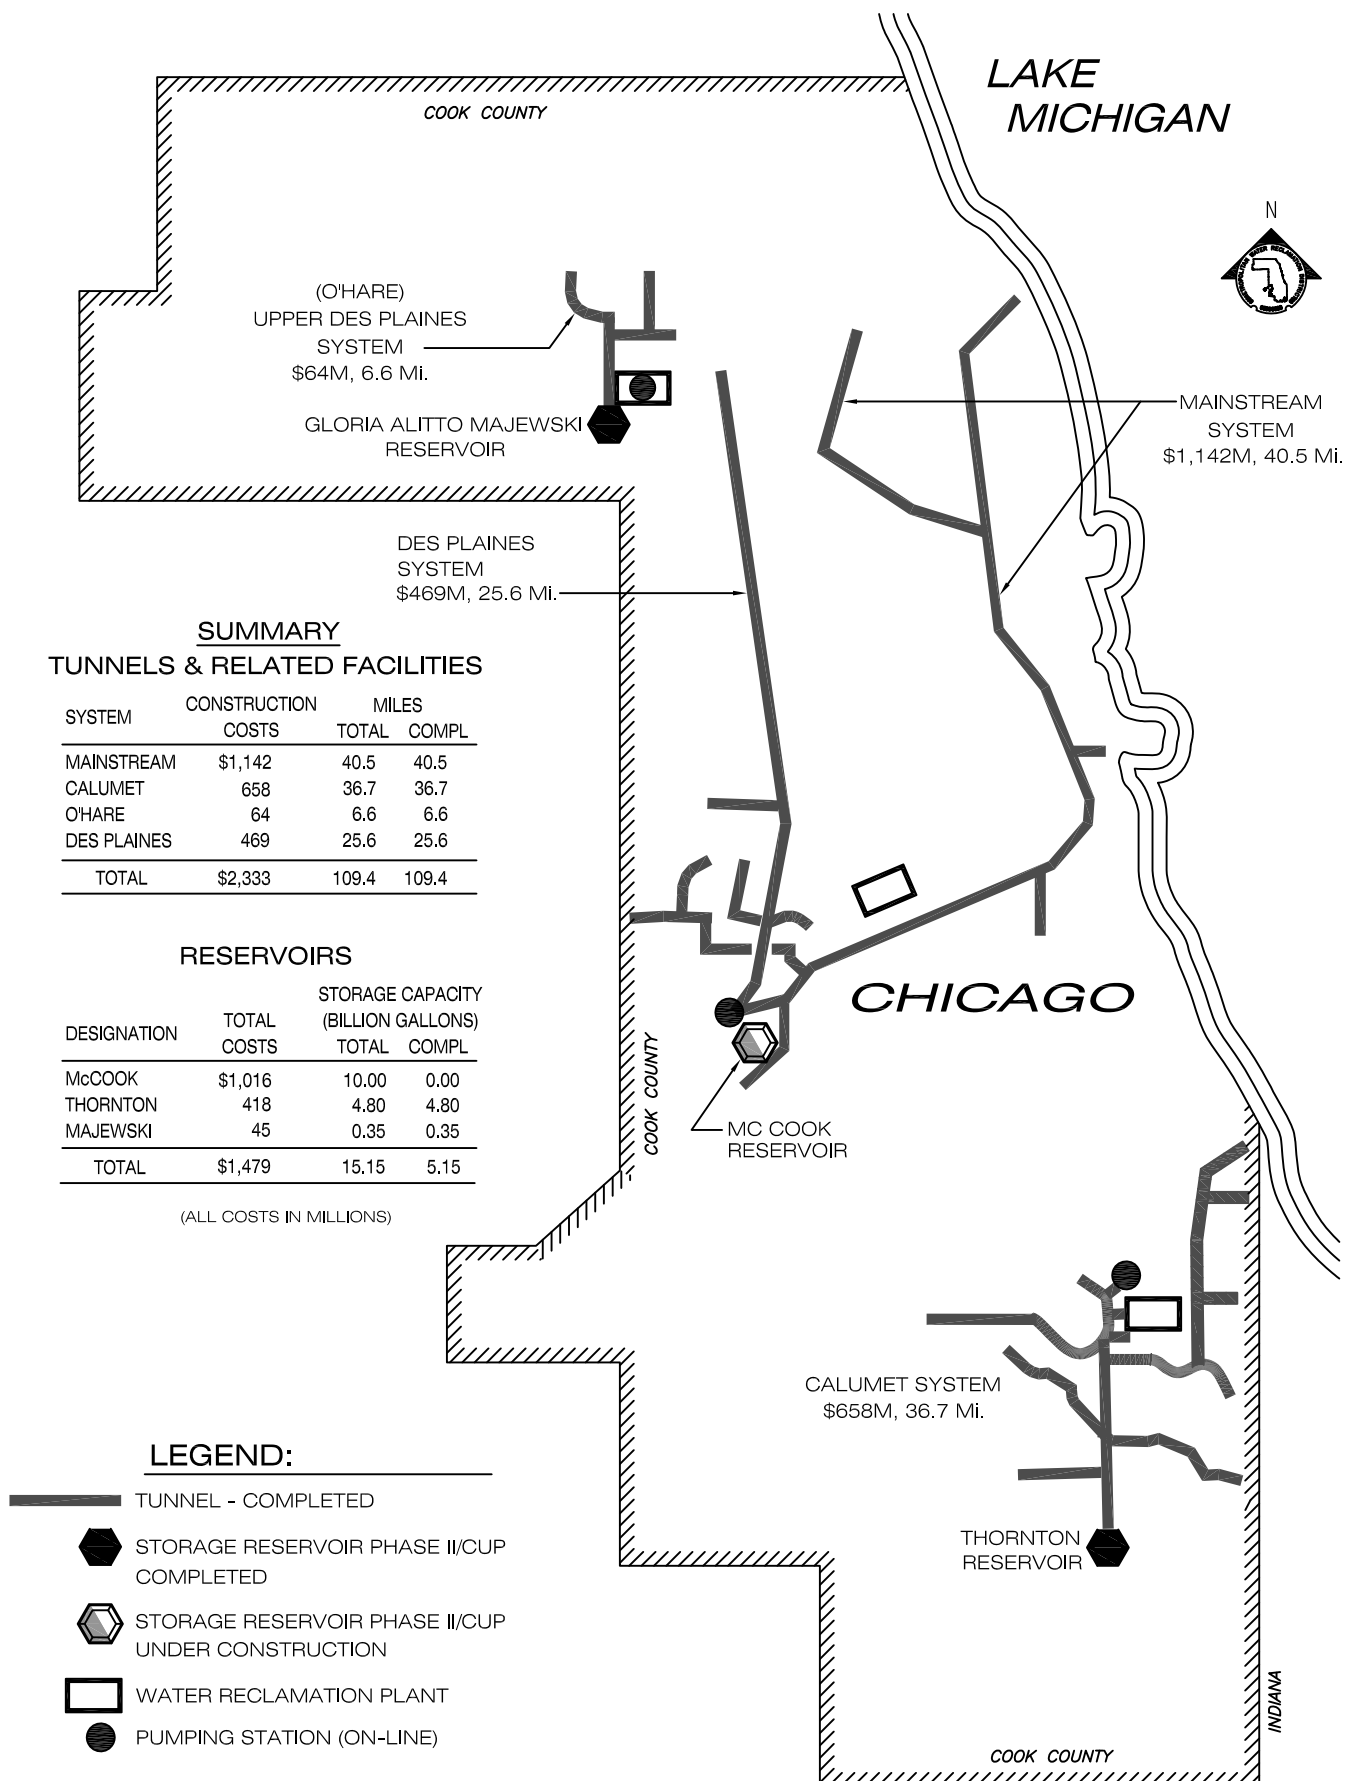 LAKE
MICHIGAN
COOK COUNTY
N
(O'HARE)
UPPER DES PLAINES
SYSTEM
$64M, 6.6 Mi.
GLORIA ALITTO MAJEWSKI
RESERVOIR
MAINSTREAM
SYSTEM
$1,142M, 40.5 Mi.
DES PLAINES
SYSTEM
$469M, 25.6 Mi.
SUMMARY
TUNNELS & RELATED FACILITIES
SYSTEM CONSTRUCTION COSTS MILES TOTAL COMPL
MAINSTREAM $1,142 40.5 40.5
CALUMET 658 36.7 36.7
O'HARE 64 6.6 6.6
DES PLAINES 469 25.6 25.6
TOTAL $2,333 109.4 109.4
RESERVOIRS
DESIGNATION TOTAL COSTS STORAGE CAPACITY (BILLION GALLONS) TOTAL COMPL
McCOOK $1,016 10.00 0.00
THORNTON 418 4.80 4.80
MAJEWSKI 45 0.35 0.35
TOTAL $1,479 15.15 5.15
(ALL COSTS IN MILLIONS)
CHICAGO
COOK COUNTY
MC COOK
RESERVOIR
CALUMET SYSTEM
$658M, 36.7 Mi.
THORNTON
RESERVOIR
LEGEND:
TUNNEL - COMPLETED
STORAGE RESERVOIR PHASE II/CUP
COMPLETED
STORAGE RESERVOIR PHASE II/CUP
UNDER CONSTRUCTION
WATER RECLAMATION PLANT
PUMPING STATION (ON-LINE)
INDIANA
COOK COUNTY